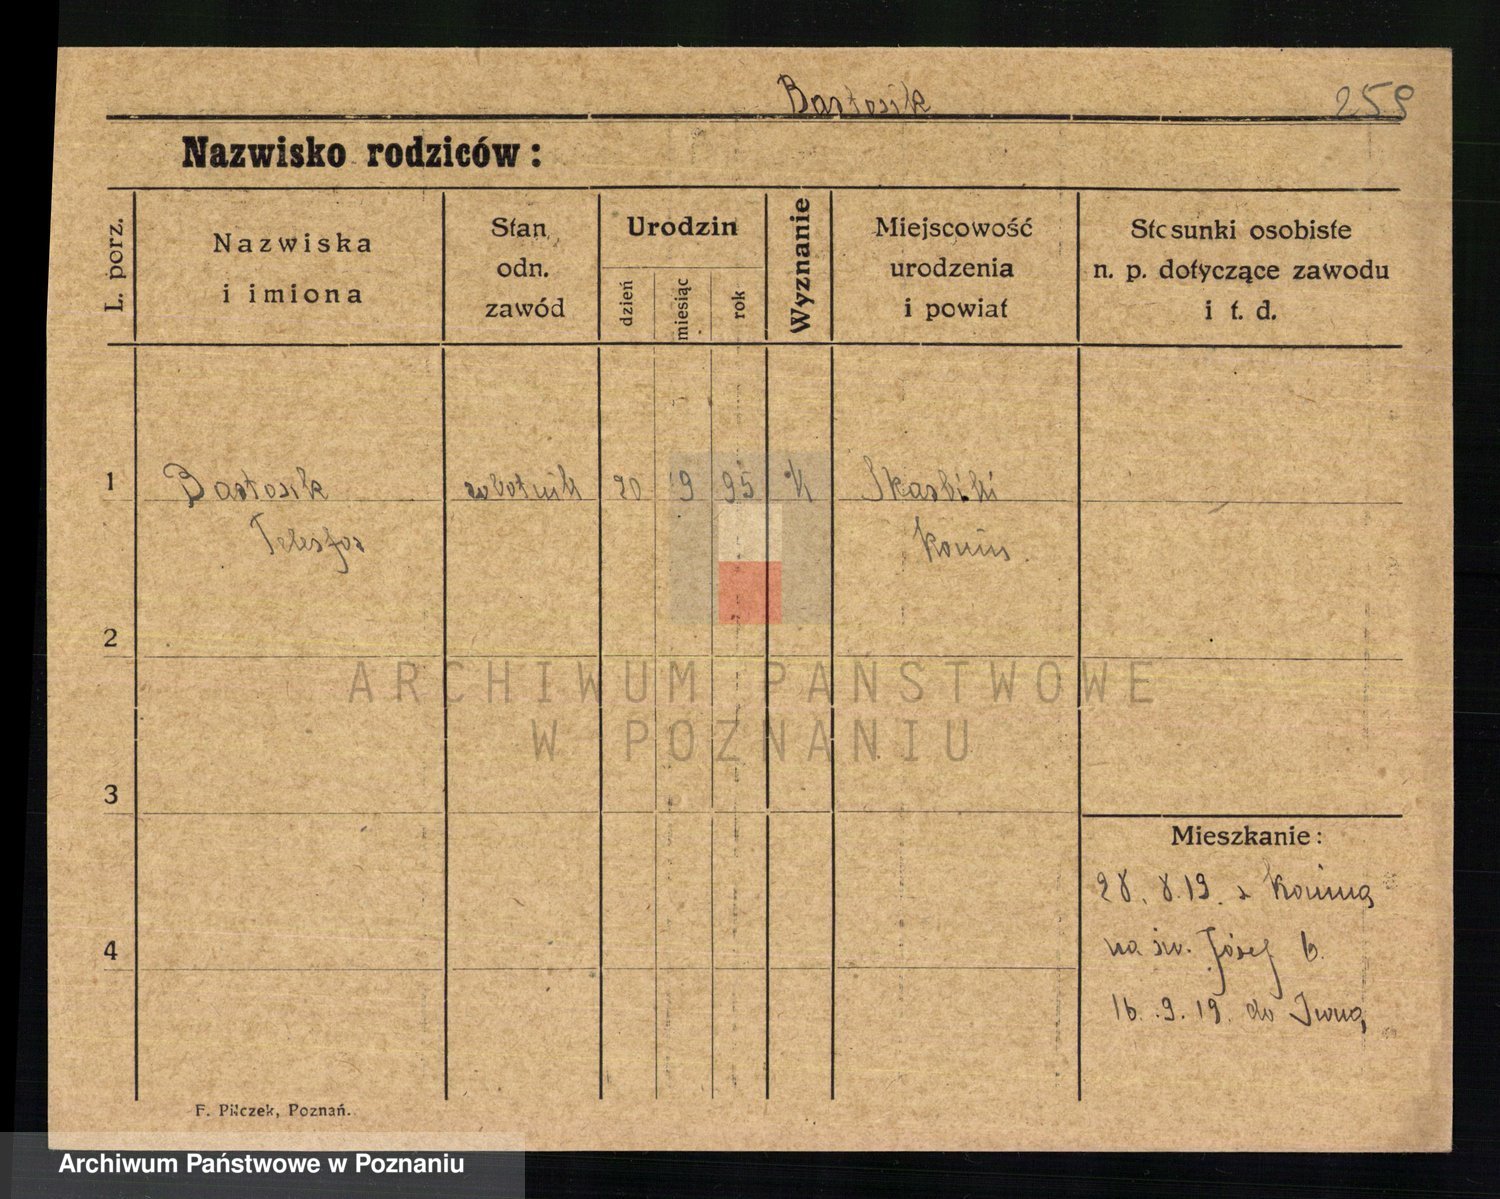 Bartosik
259
Nazwisko rodziców:
L. porz.
Nazwiska
i imiona
Stan
odn.
zawód
Urodzin
dzień
miesiąc
rok
Wyznanie
Miejscowość
urodzenia
i powiat
Stosunki osobiste
n. p. dotyczące zawodu
i t. d.
1 Bartosik robotnik 20 9 95 K
Telesfor Konin.
2
3
4
Mieszkanie:
28. 8. 19. z Konina
na św. Józef 6.
16. 9. 19. do
F. Pilczek, Poznań.
ARCHIWUM PAŃSTWOWE
W POZNANIU
Archiwum Państwowe w Poznaniu